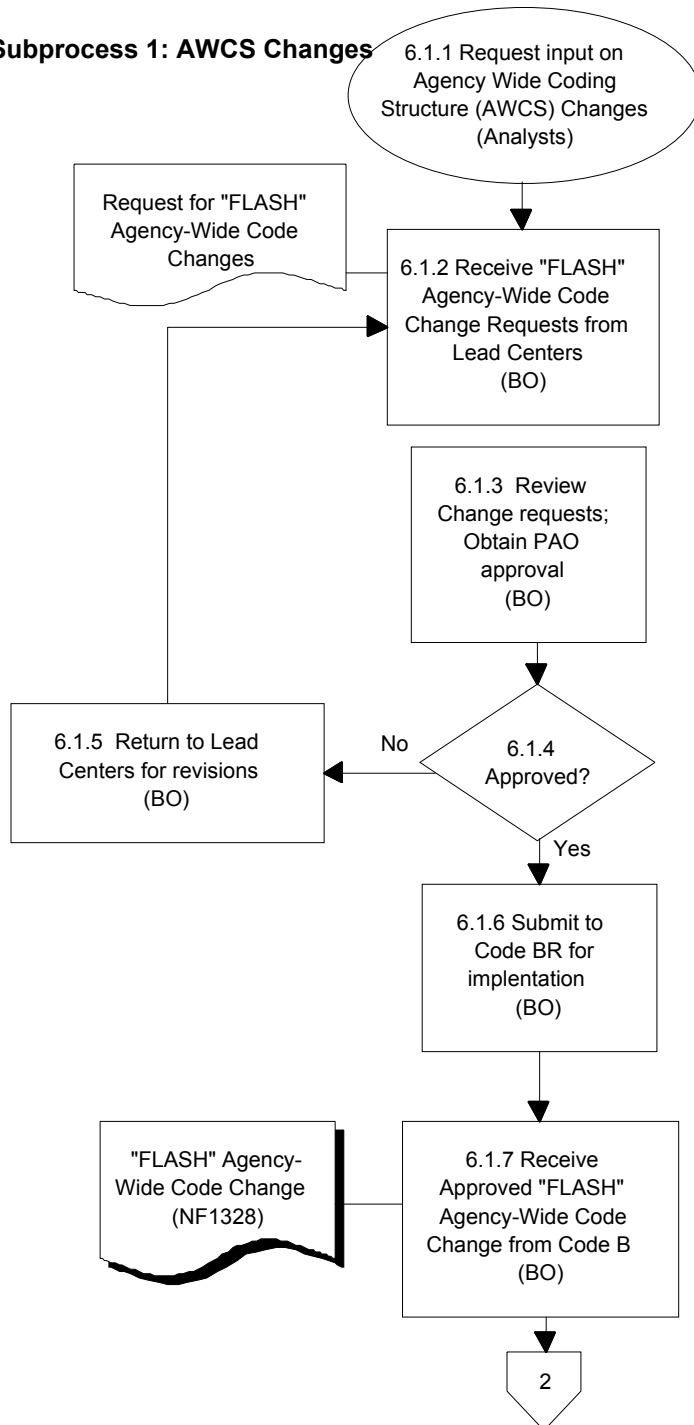 Subprocess 1: AWCS Changes
6.1.1 Request input on
Agency Wide Coding
Structure (AWCS) Changes
(Analysts)
Request for "FLASH"
Agency-Wide Code
Changes
6.1.2 Receive "FLASH"
Agency-Wide Code
Change Requests from
Lead Centers
(BO)
6.1.3 Review
Change requests;
Obtain PAO
approval
(BO)
6.1.5 Return to Lead
Centers for revisions
(BO)
No
6.1.4
Approved?
Yes
6.1.6 Submit to
Code BR for
implentation
(BO)
"FLASH" Agency-
Wide Code Change
(NF1328)
6.1.7 Receive
Approved "FLASH"
Agency-Wide Code
Change from Code B
(BO)
2